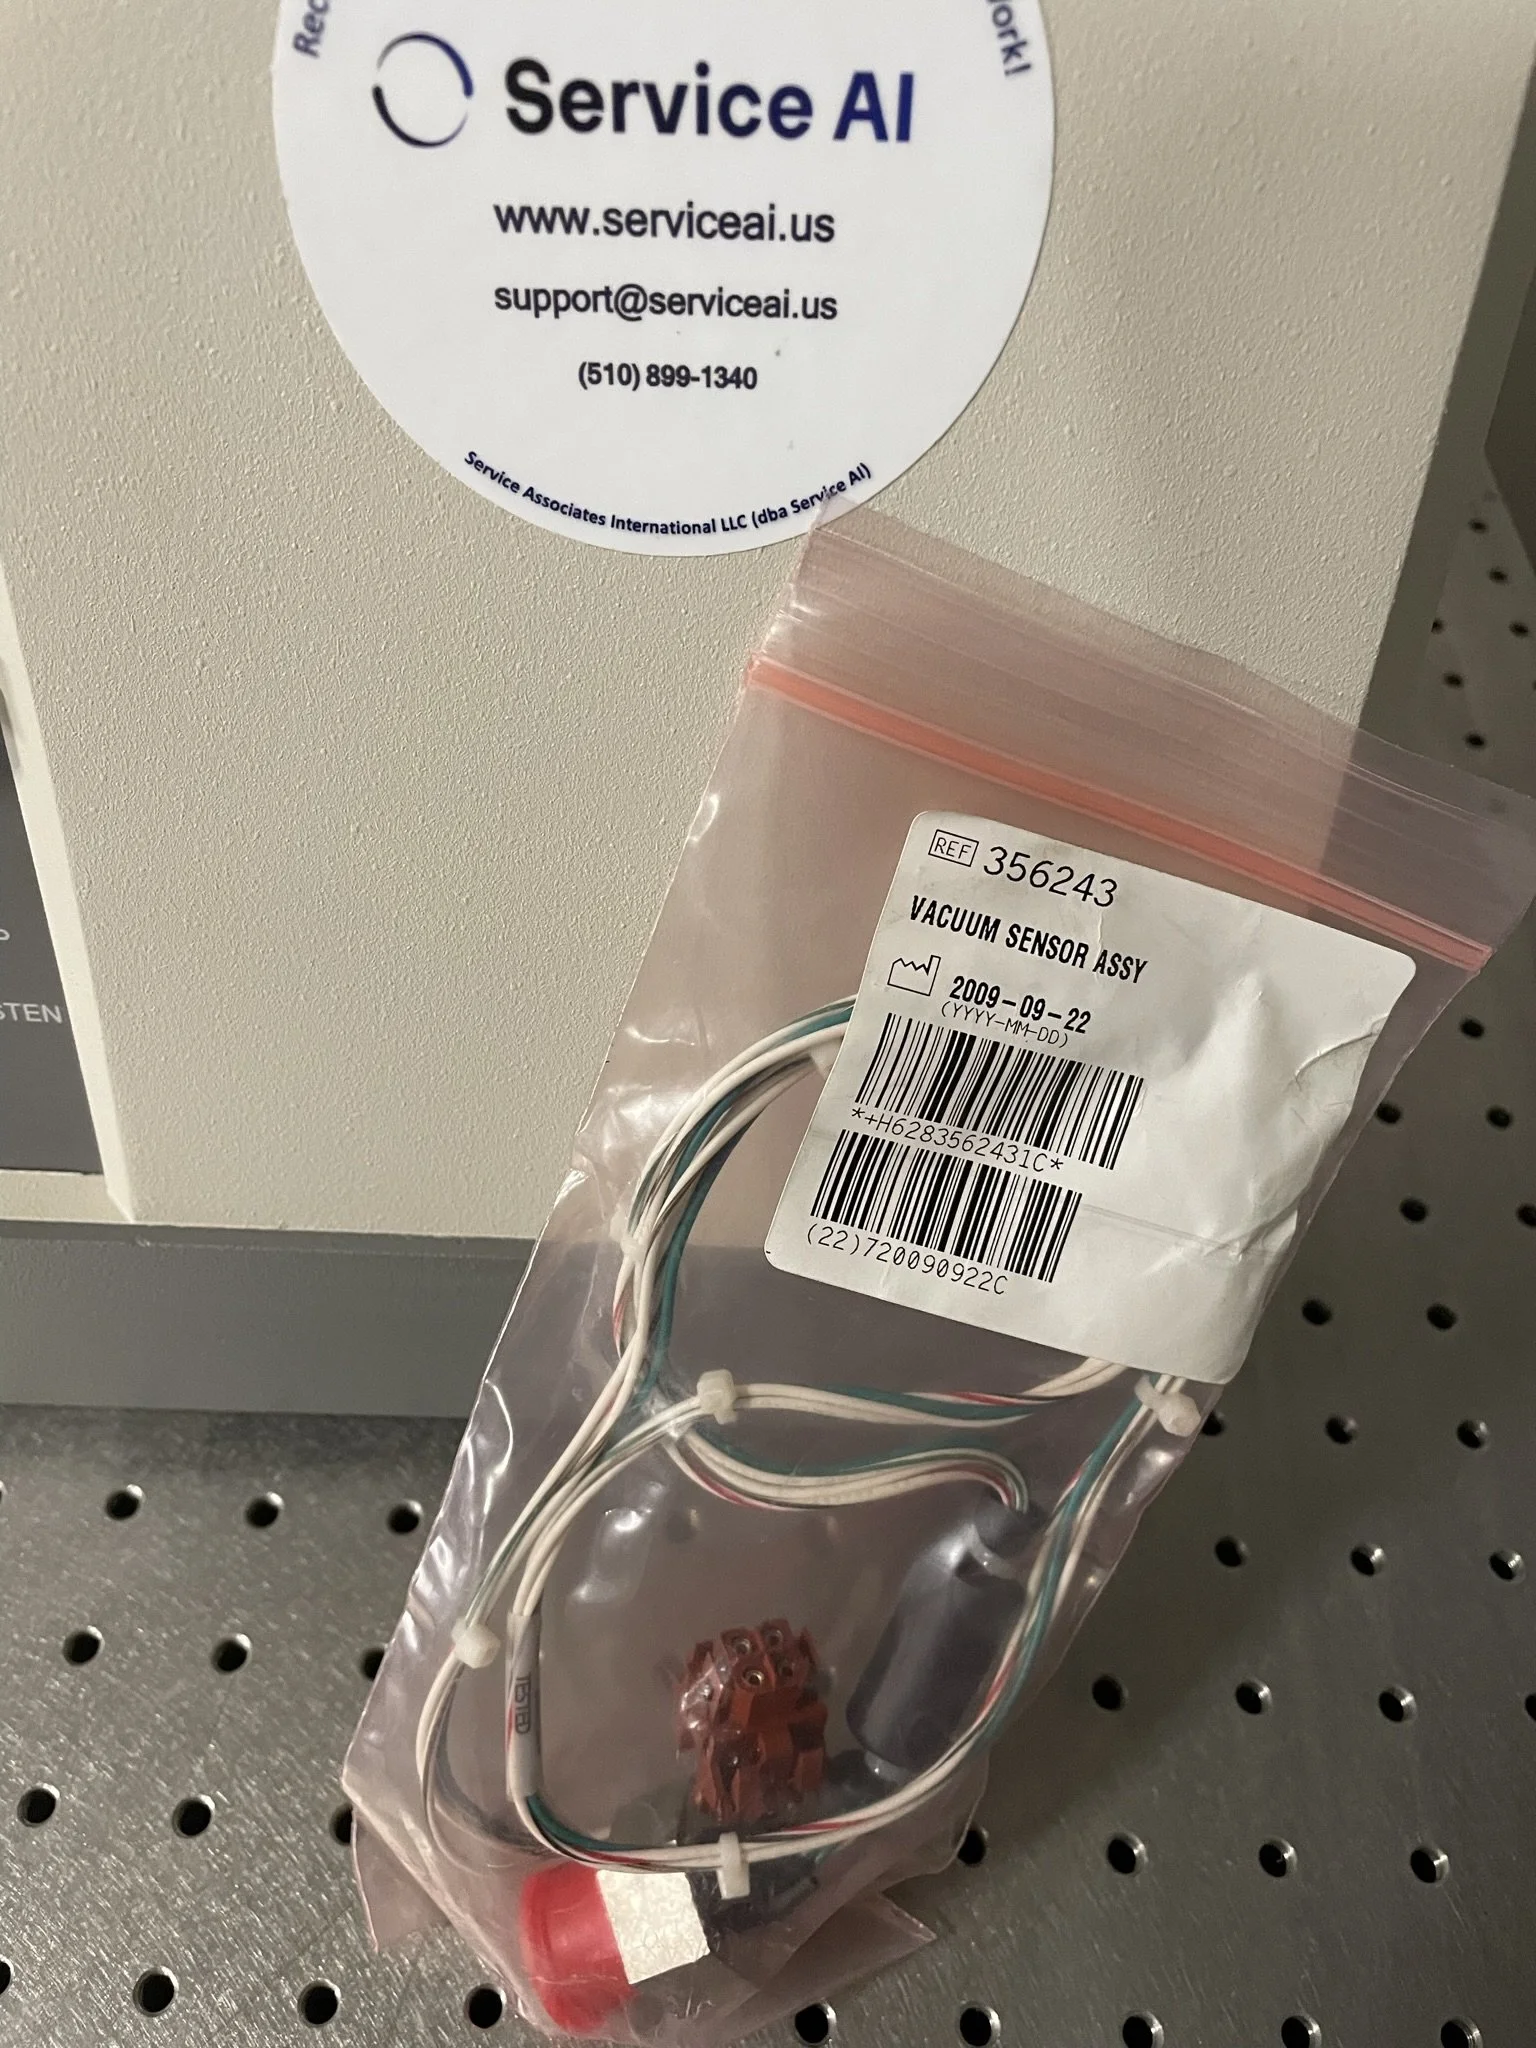 Service AI
www.serviceai.us
support@serviceai.us
(510) 899-1340
Service Associates International LLC (dba Service AI)
REF 356243
VACUUM SENSOR ASSY
2009-09-22
(YYYY-MM-DD)
*+H6283562431C*
(22)720090922C
TESTED